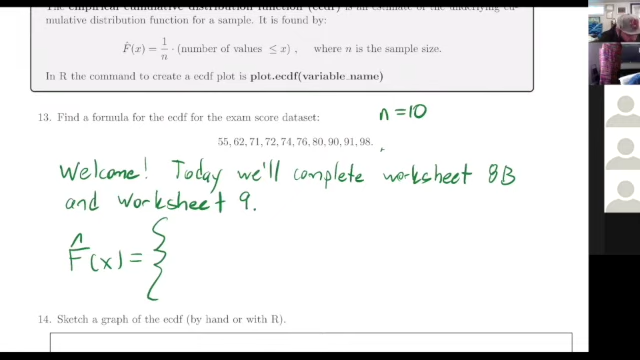 The empirical cumulative distribution function (ecdf) is an estimate of the underlying cu-
mulative distribution function for a sample. It is found by:
F̂(x) = 1/n · (number of values ≤ x) , where n is the sample size.
In R the command to create a ecdf plot is plot.ecdf(variable_name)
n = 10
13. Find a formula for the ecdf for the exam score dataset:
55, 62, 71, 72, 74, 76, 80, 90, 91, 98.
Welcome! Today we'll complete worksheet 8B
and worksheet 9.
F̂(x) = {
14. Sketch a graph of the ecdf (by hand or with R).